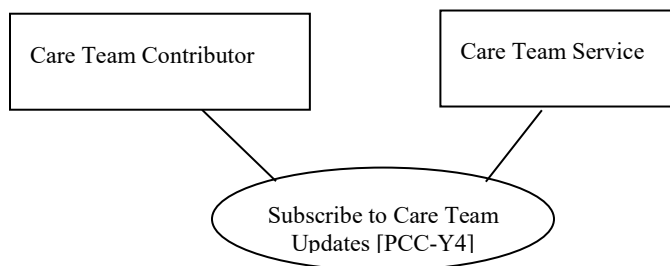 Care Team Contributor
Care Team Service
Subscribe to Care Team
Updates [PCC-Y4]